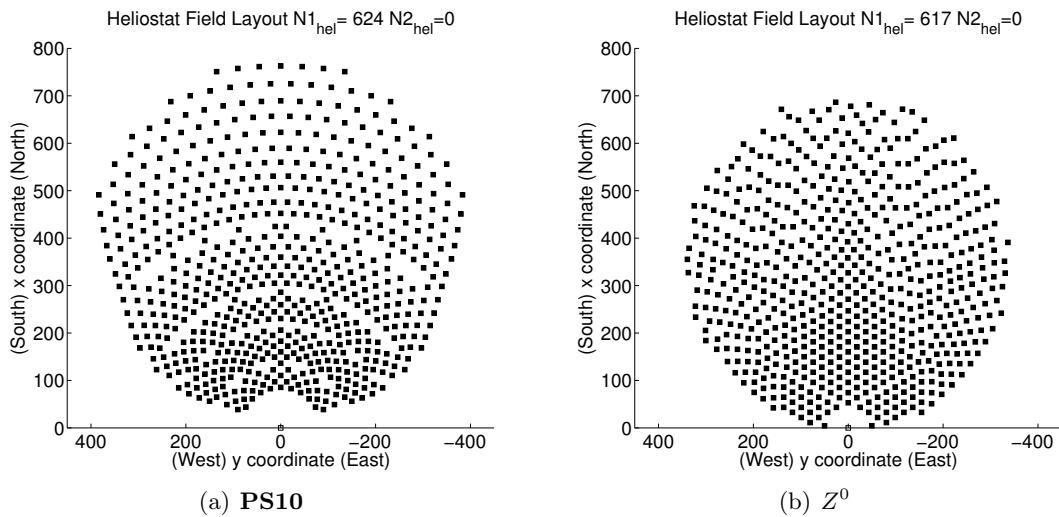 Heliostat Field Layout N1hel= 624 N2hel=0
800
700
600
500
400
300
200
100
0
(South) x coordinate (North)
400 200 0 −200 −400
(West) y coordinate (East)
(a) PS10
Heliostat Field Layout N1hel= 617 N2hel=0
800
700
600
500
400
300
200
100
0
(South) x coordinate (North)
400 200 0 −200 −400
(West) y coordinate (East)
(b) Z⁰